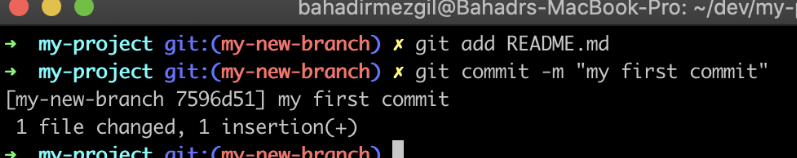 bahadirmezgil@Bahadrs-MacBook-Pro: ~/dev/my-p
➜ my-project git:(my-new-branch) ✗ git add README.md
➜ my-project git:(my-new-branch) ✗ git commit -m "my first commit"
[my-new-branch 7596d51] my first commit
1 file changed, 1 insertion(+)
➜ my-project git:(my-new-branch)